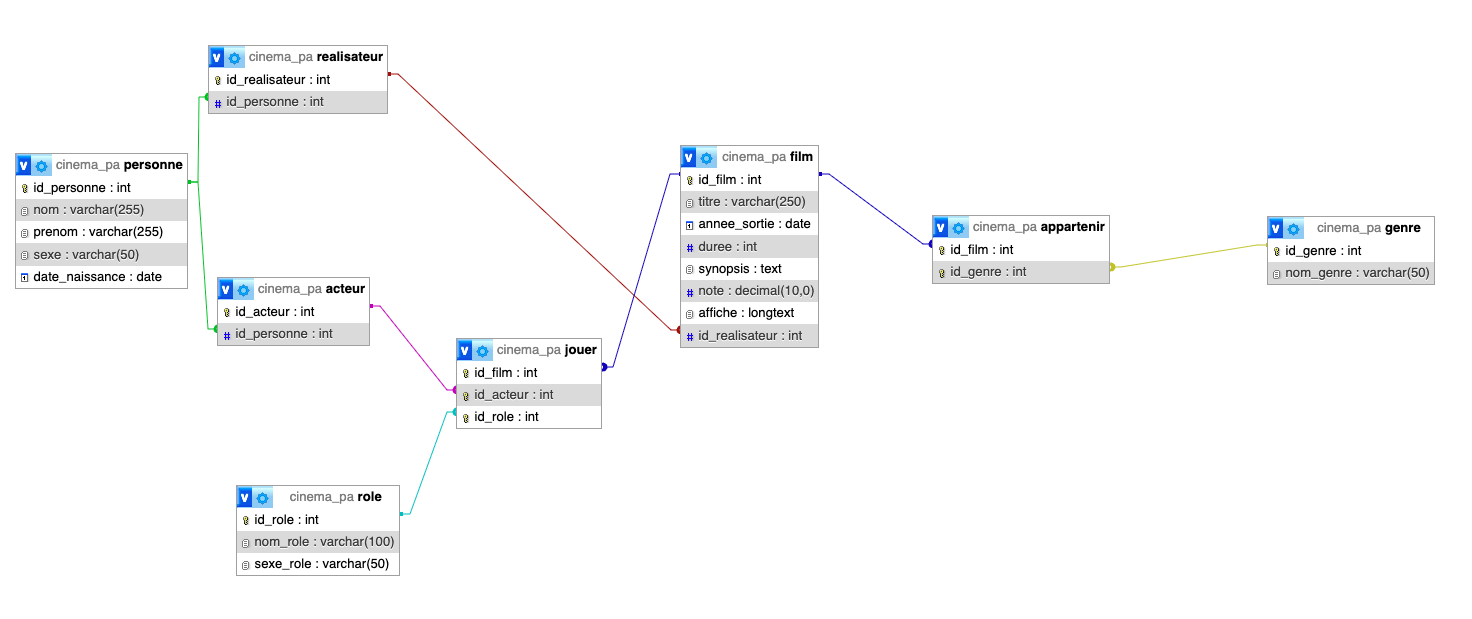 cinema_pa realisateur
id_realisateur : int
# id_personne : int
cinema_pa personne
id_personne : int
nom : varchar(255)
prenom : varchar(255)
sexe : varchar(50)
date_naissance : date
cinema_pa acteur
id_acteur : int
# id_personne : int
cinema_pa jouer
id_film : int
id_acteur : int
id_role : int
cinema_pa role
id_role : int
nom_role : varchar(100)
sexe_role : varchar(50)
cinema_pa film
id_film : int
titre : varchar(250)
annee_sortie : date
# duree : int
synopsis : text
# note : decimal(10,0)
affiche : longtext
# id_realisateur : int
cinema_pa appartenir
id_film : int
id_genre : int
cinema_pa genre
id_genre : int
nom_genre : varchar(50)